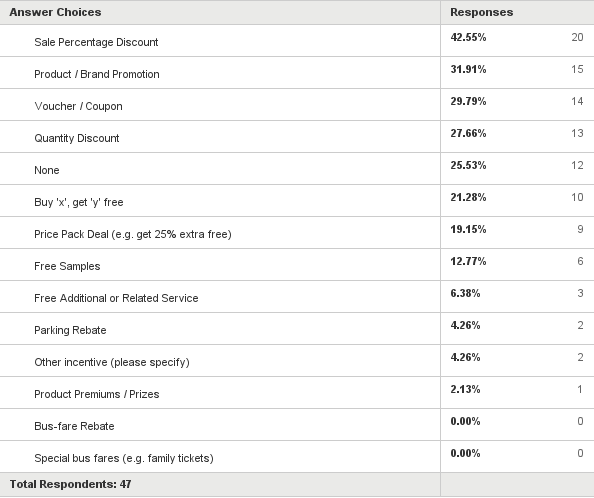 Answer Choices Responses
Sale Percentage Discount 42.55% 20
Product / Brand Promotion 31.91% 15
Voucher / Coupon 29.79% 14
Quantity Discount 27.66% 13
None 25.53% 12
Buy 'x', get 'y' free 21.28% 10
Price Pack Deal (e.g. get 25% extra free) 19.15% 9
Free Samples 12.77% 6
Free Additional or Related Service 6.38% 3
Parking Rebate 4.26% 2
Other incentive (please specify) 4.26% 2
Product Premiums / Prizes 2.13% 1
Bus-fare Rebate 0.00% 0
Special bus fares (e.g. family tickets) 0.00% 0
Total Respondents: 47